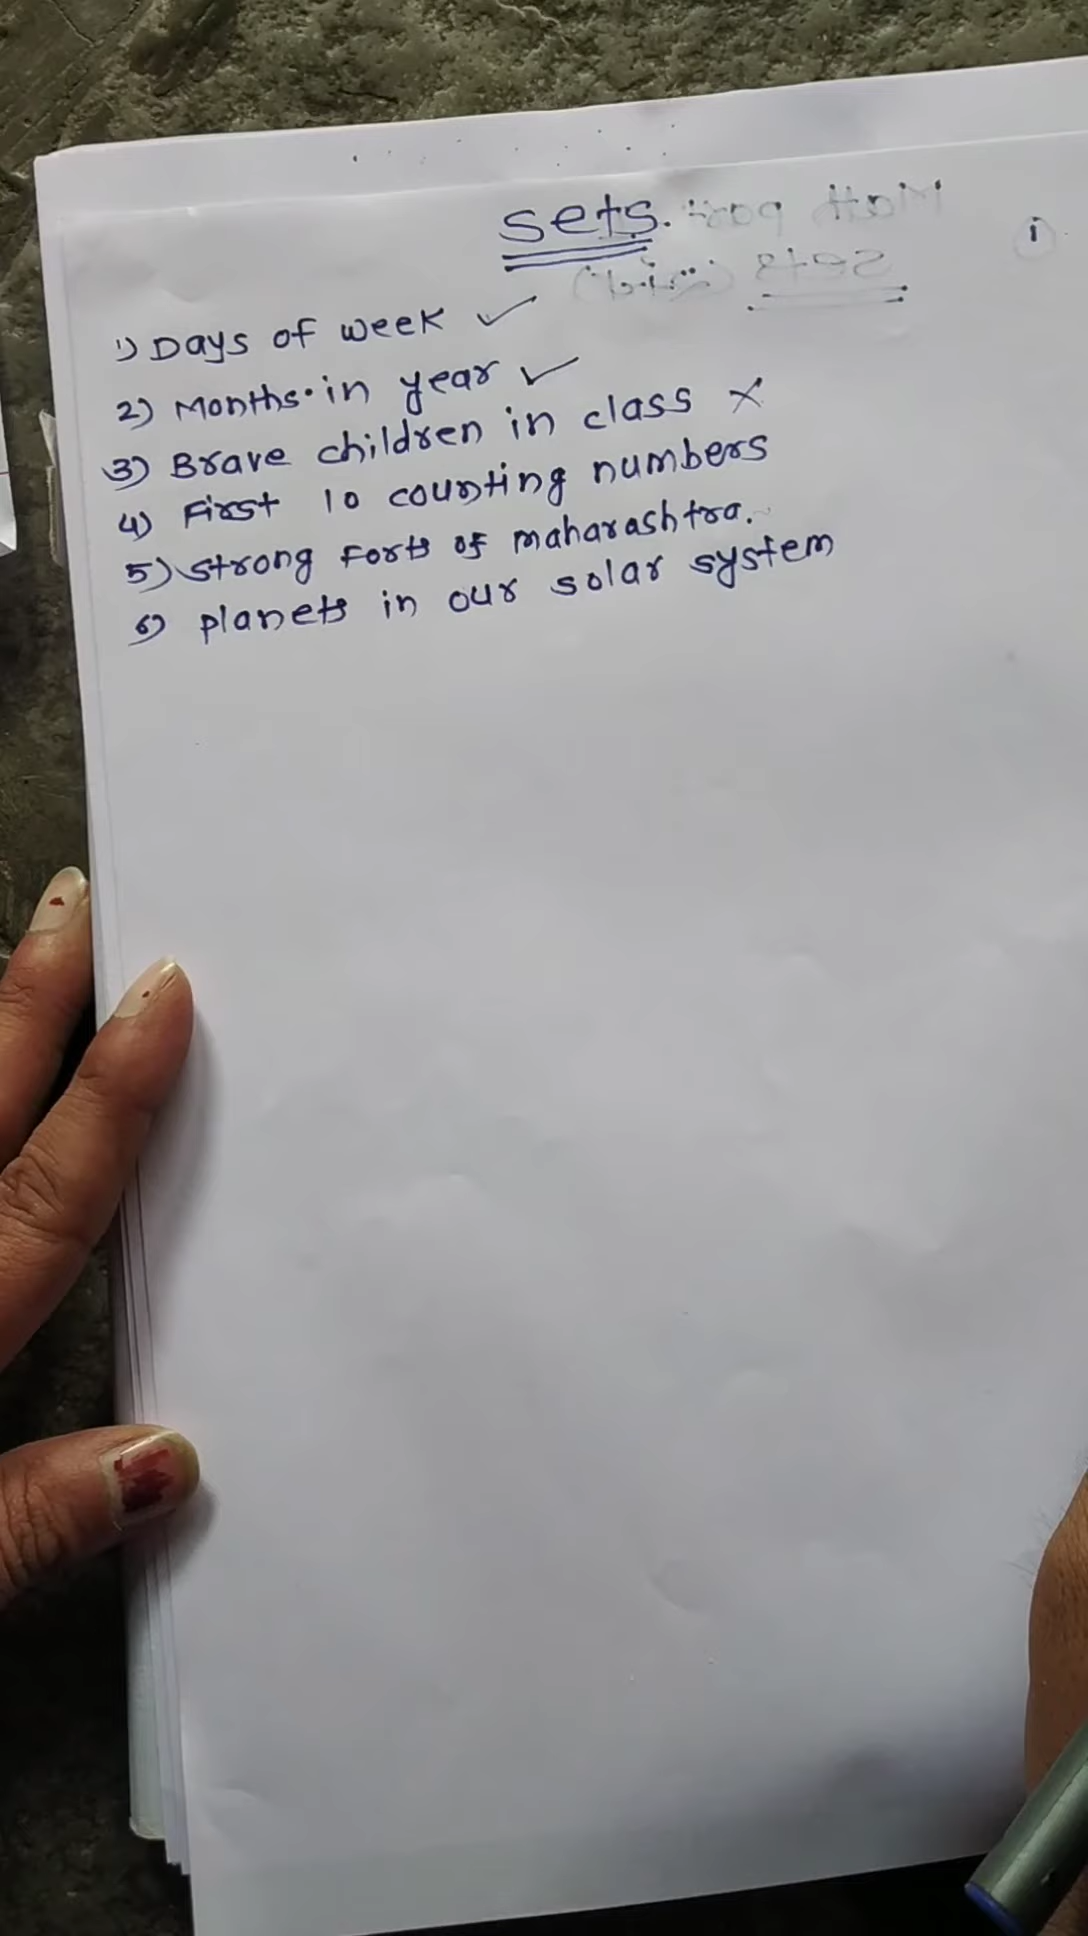 Sets.
1) Days of week ✓
2) Months in year ✓
3) Brave children in class ×
4) First 10 counting numbers
5) strong forts of maharashtra.
6) planets in our solar system
1